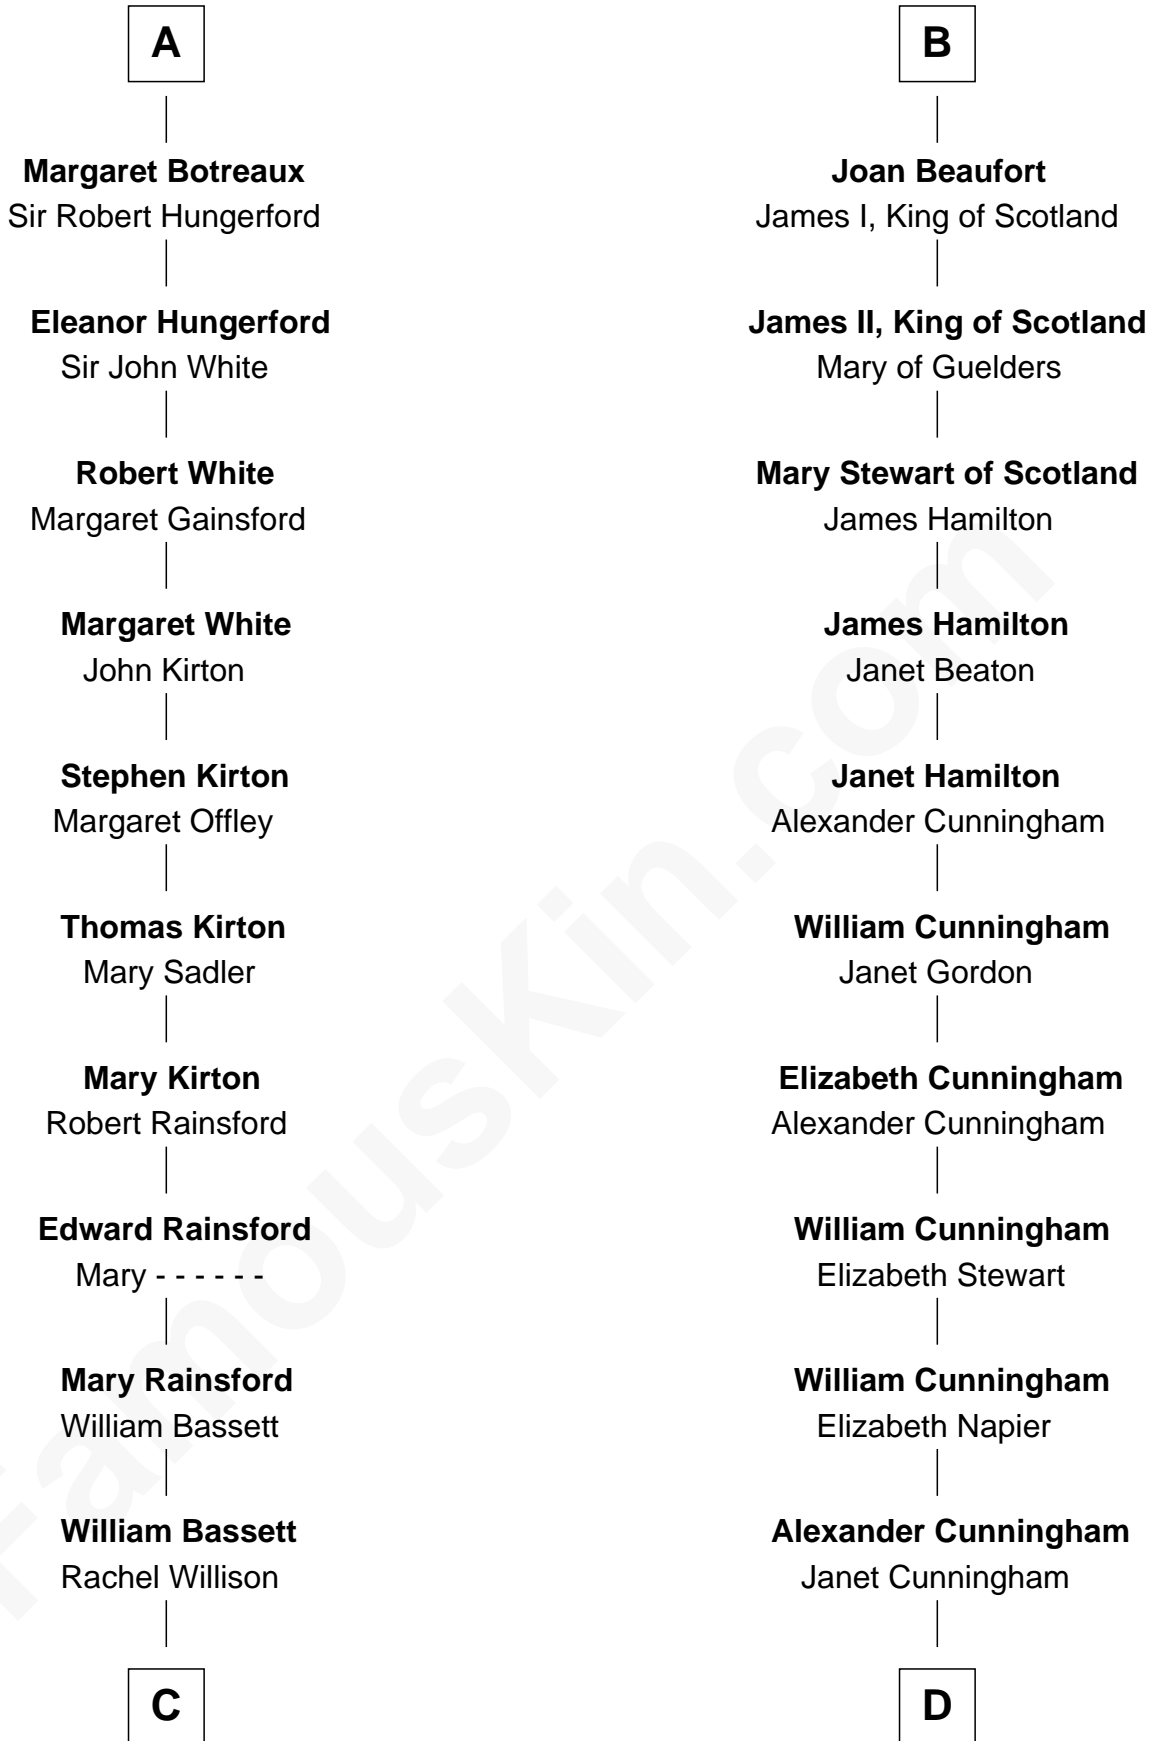 A
Margaret Botreaux
Sir Robert Hungerford
Eleanor Hungerford
Sir John White
Robert White
Margaret Gainsford
Margaret White
John Kirton
Stephen Kirton
Margaret Offley
Thomas Kirton
Mary Sadler
Mary Kirton
Robert Rainsford
Edward Rainsford
Mary - - - - - -
Mary Rainsford
William Bassett
William Bassett
Rachel Willison
C
B
Joan Beaufort
James I, King of Scotland
James II, King of Scotland
Mary of Guelders
Mary Stewart of Scotland
James Hamilton
James Hamilton
Janet Beaton
Janet Hamilton
Alexander Cunningham
William Cunningham
Janet Gordon
Elizabeth Cunningham
Alexander Cunningham
William Cunningham
Elizabeth Stewart
William Cunningham
Elizabeth Napier
Alexander Cunningham
Janet Cunningham
D
FamousKin.com